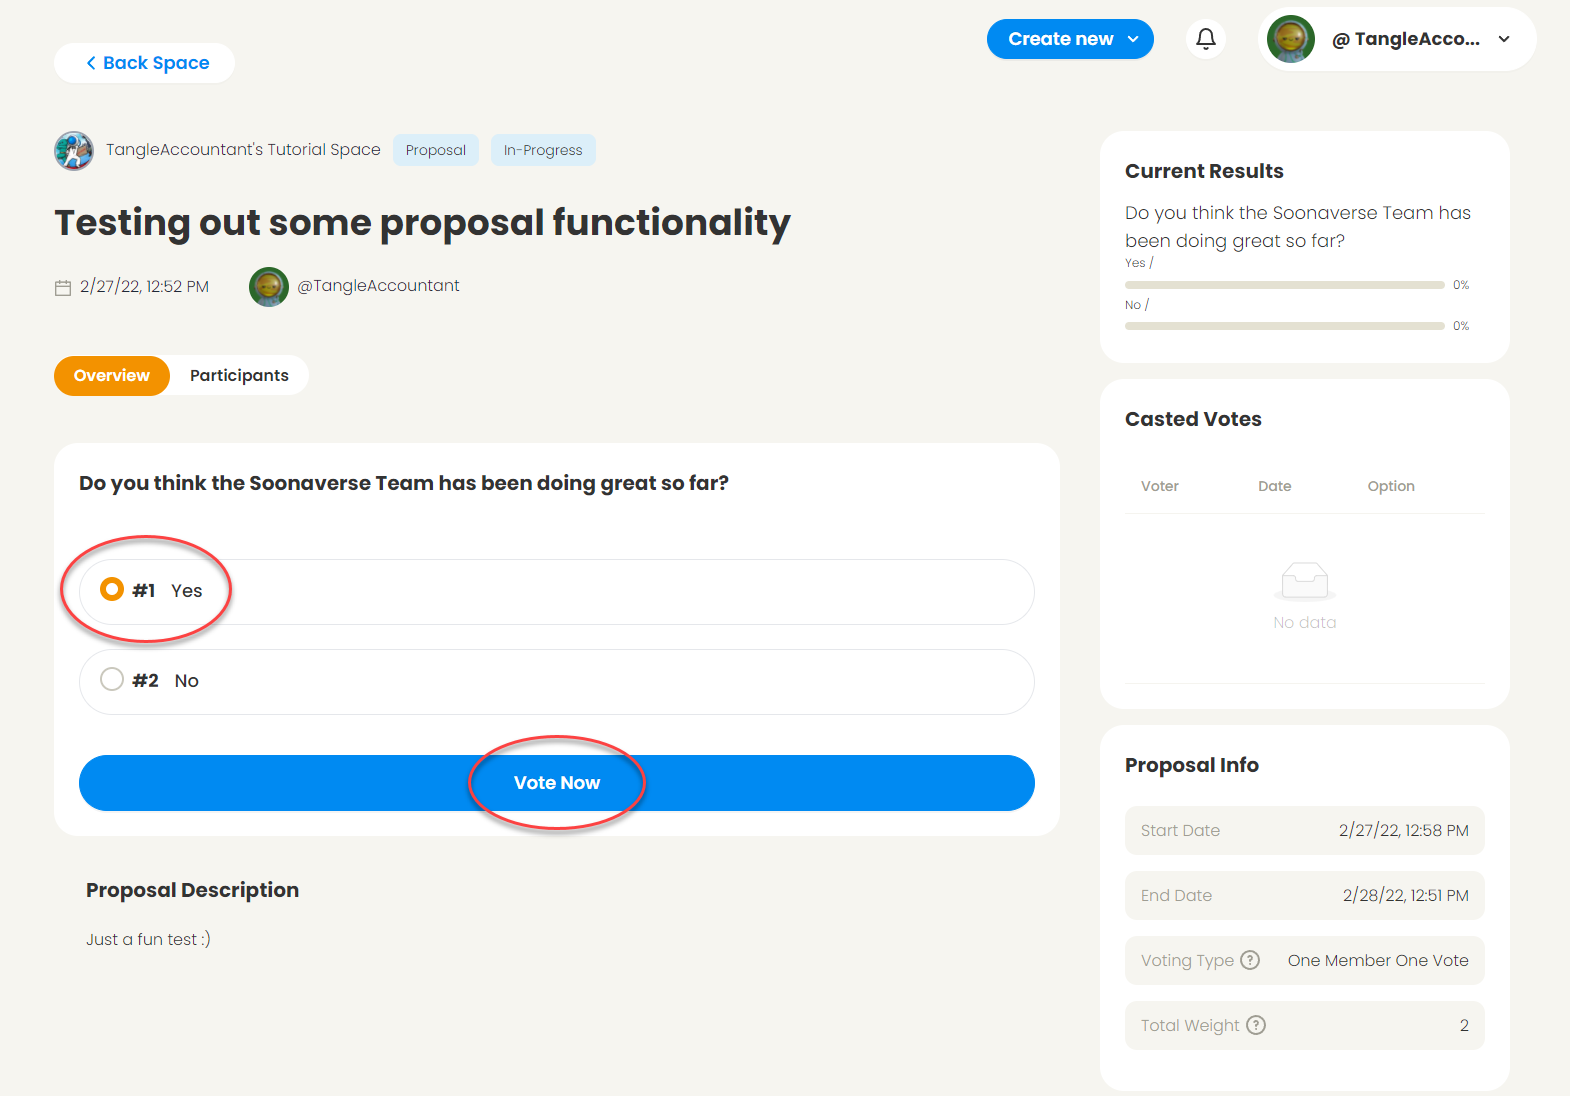 Back Space
Create new
@ TangleAcco...
TangleAccountant's Tutorial Space
Proposal
In-Progress
Testing out some proposal functionality
2/27/22, 12:52 PM
@TangleAccountant
Overview
Participants
Do you think the Soonaverse Team has been doing great so far?
#1 Yes
#2 No
Vote Now
Proposal Description
Just a fun test :)
Current Results
Do you think the Soonaverse Team has
been doing great so far?
Yes /
0%
No /
0%
Casted Votes
Voter Date Option
No data
Proposal Info
Start Date 2/27/22, 12:58 PM
End Date 2/28/22, 12:51 PM
Voting Type ? One Member One Vote
Total Weight ? 2